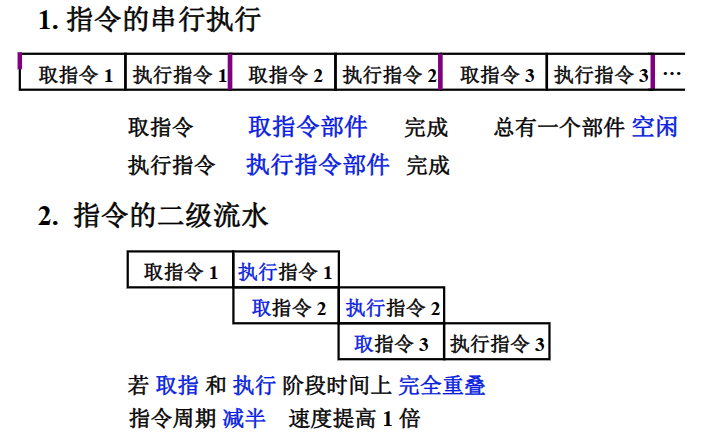 1. 指令的串行执行
取指令 1 执行指令 1 取指令 2 执行指令 2 取指令 3 执行指令 3 …
取指令 取指令部件 完成 总有一个部件 空闲
执行指令 执行指令部件 完成
2. 指令的二级流水
取指令 1 执行指令 1
取指令 2 执行指令 2
取指令 3 执行指令 3
若 取指 和 执行 阶段时间上 完全重叠
指令周期 减半 速度提高 1 倍